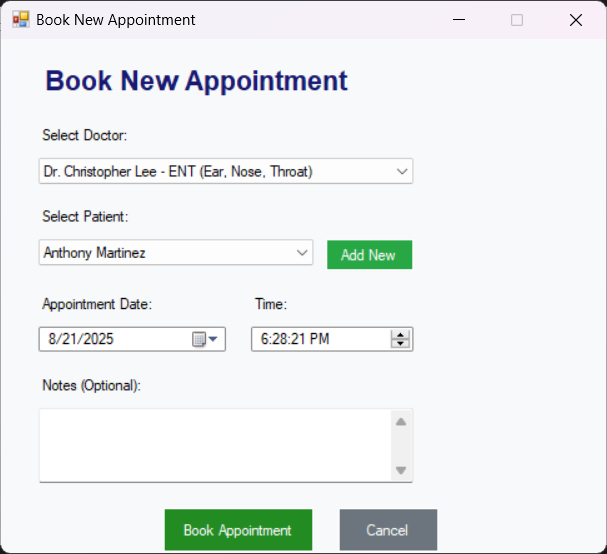 Book New Appointment
Book New Appointment
Select Doctor:
Dr. Christopher Lee - ENT (Ear, Nose, Throat)
Select Patient:
Anthony Martinez
Add New
Appointment Date: Time:
8/21/2025 6:28:21 PM
Notes (Optional):
Book Appointment Cancel